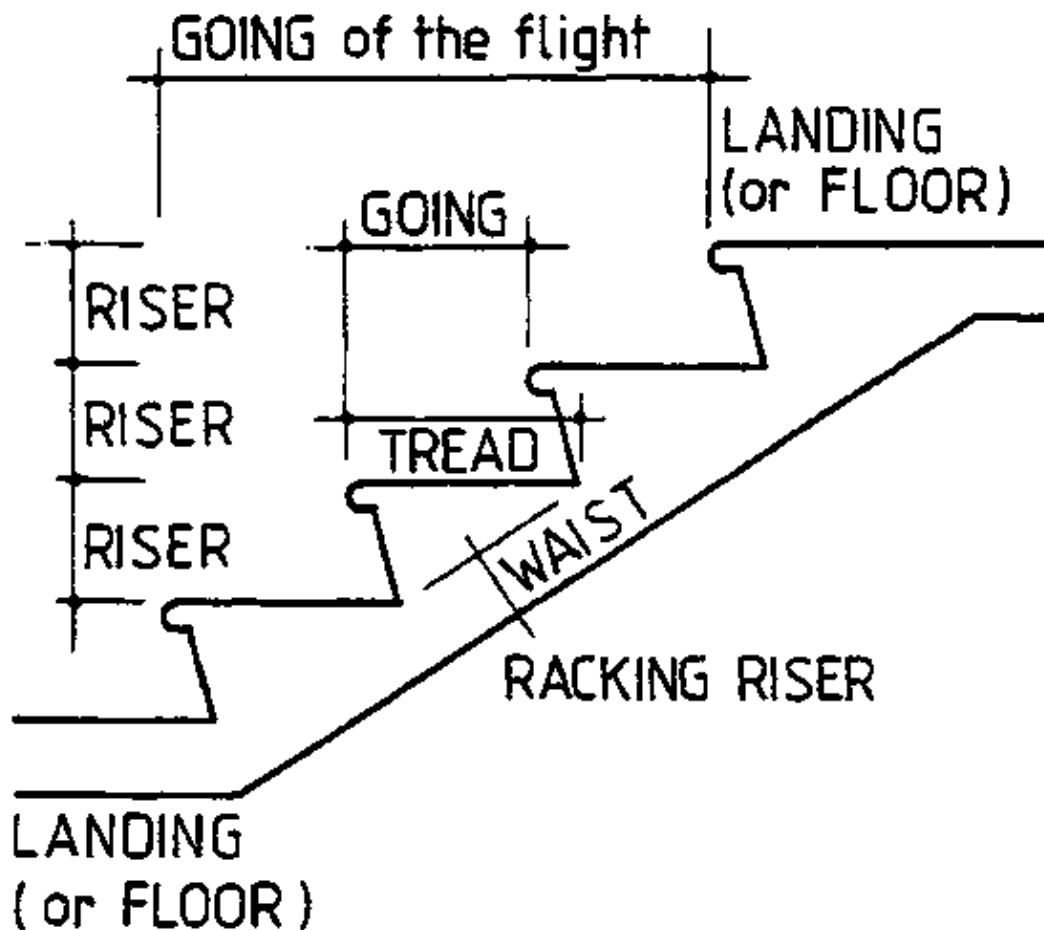 GOING of the flight
LANDING
(or FLOOR)
GOING
RISER
RISER
TREAD
RISER
WAIST
RACKING RISER
LANDING
(or FLOOR)